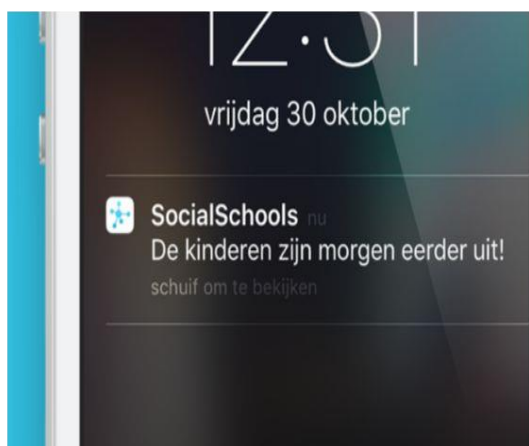 12:31
vrijdag 30 oktober
SocialSchools nu
De kinderen zijn morgen eerder uit!
schuif om te bekijken